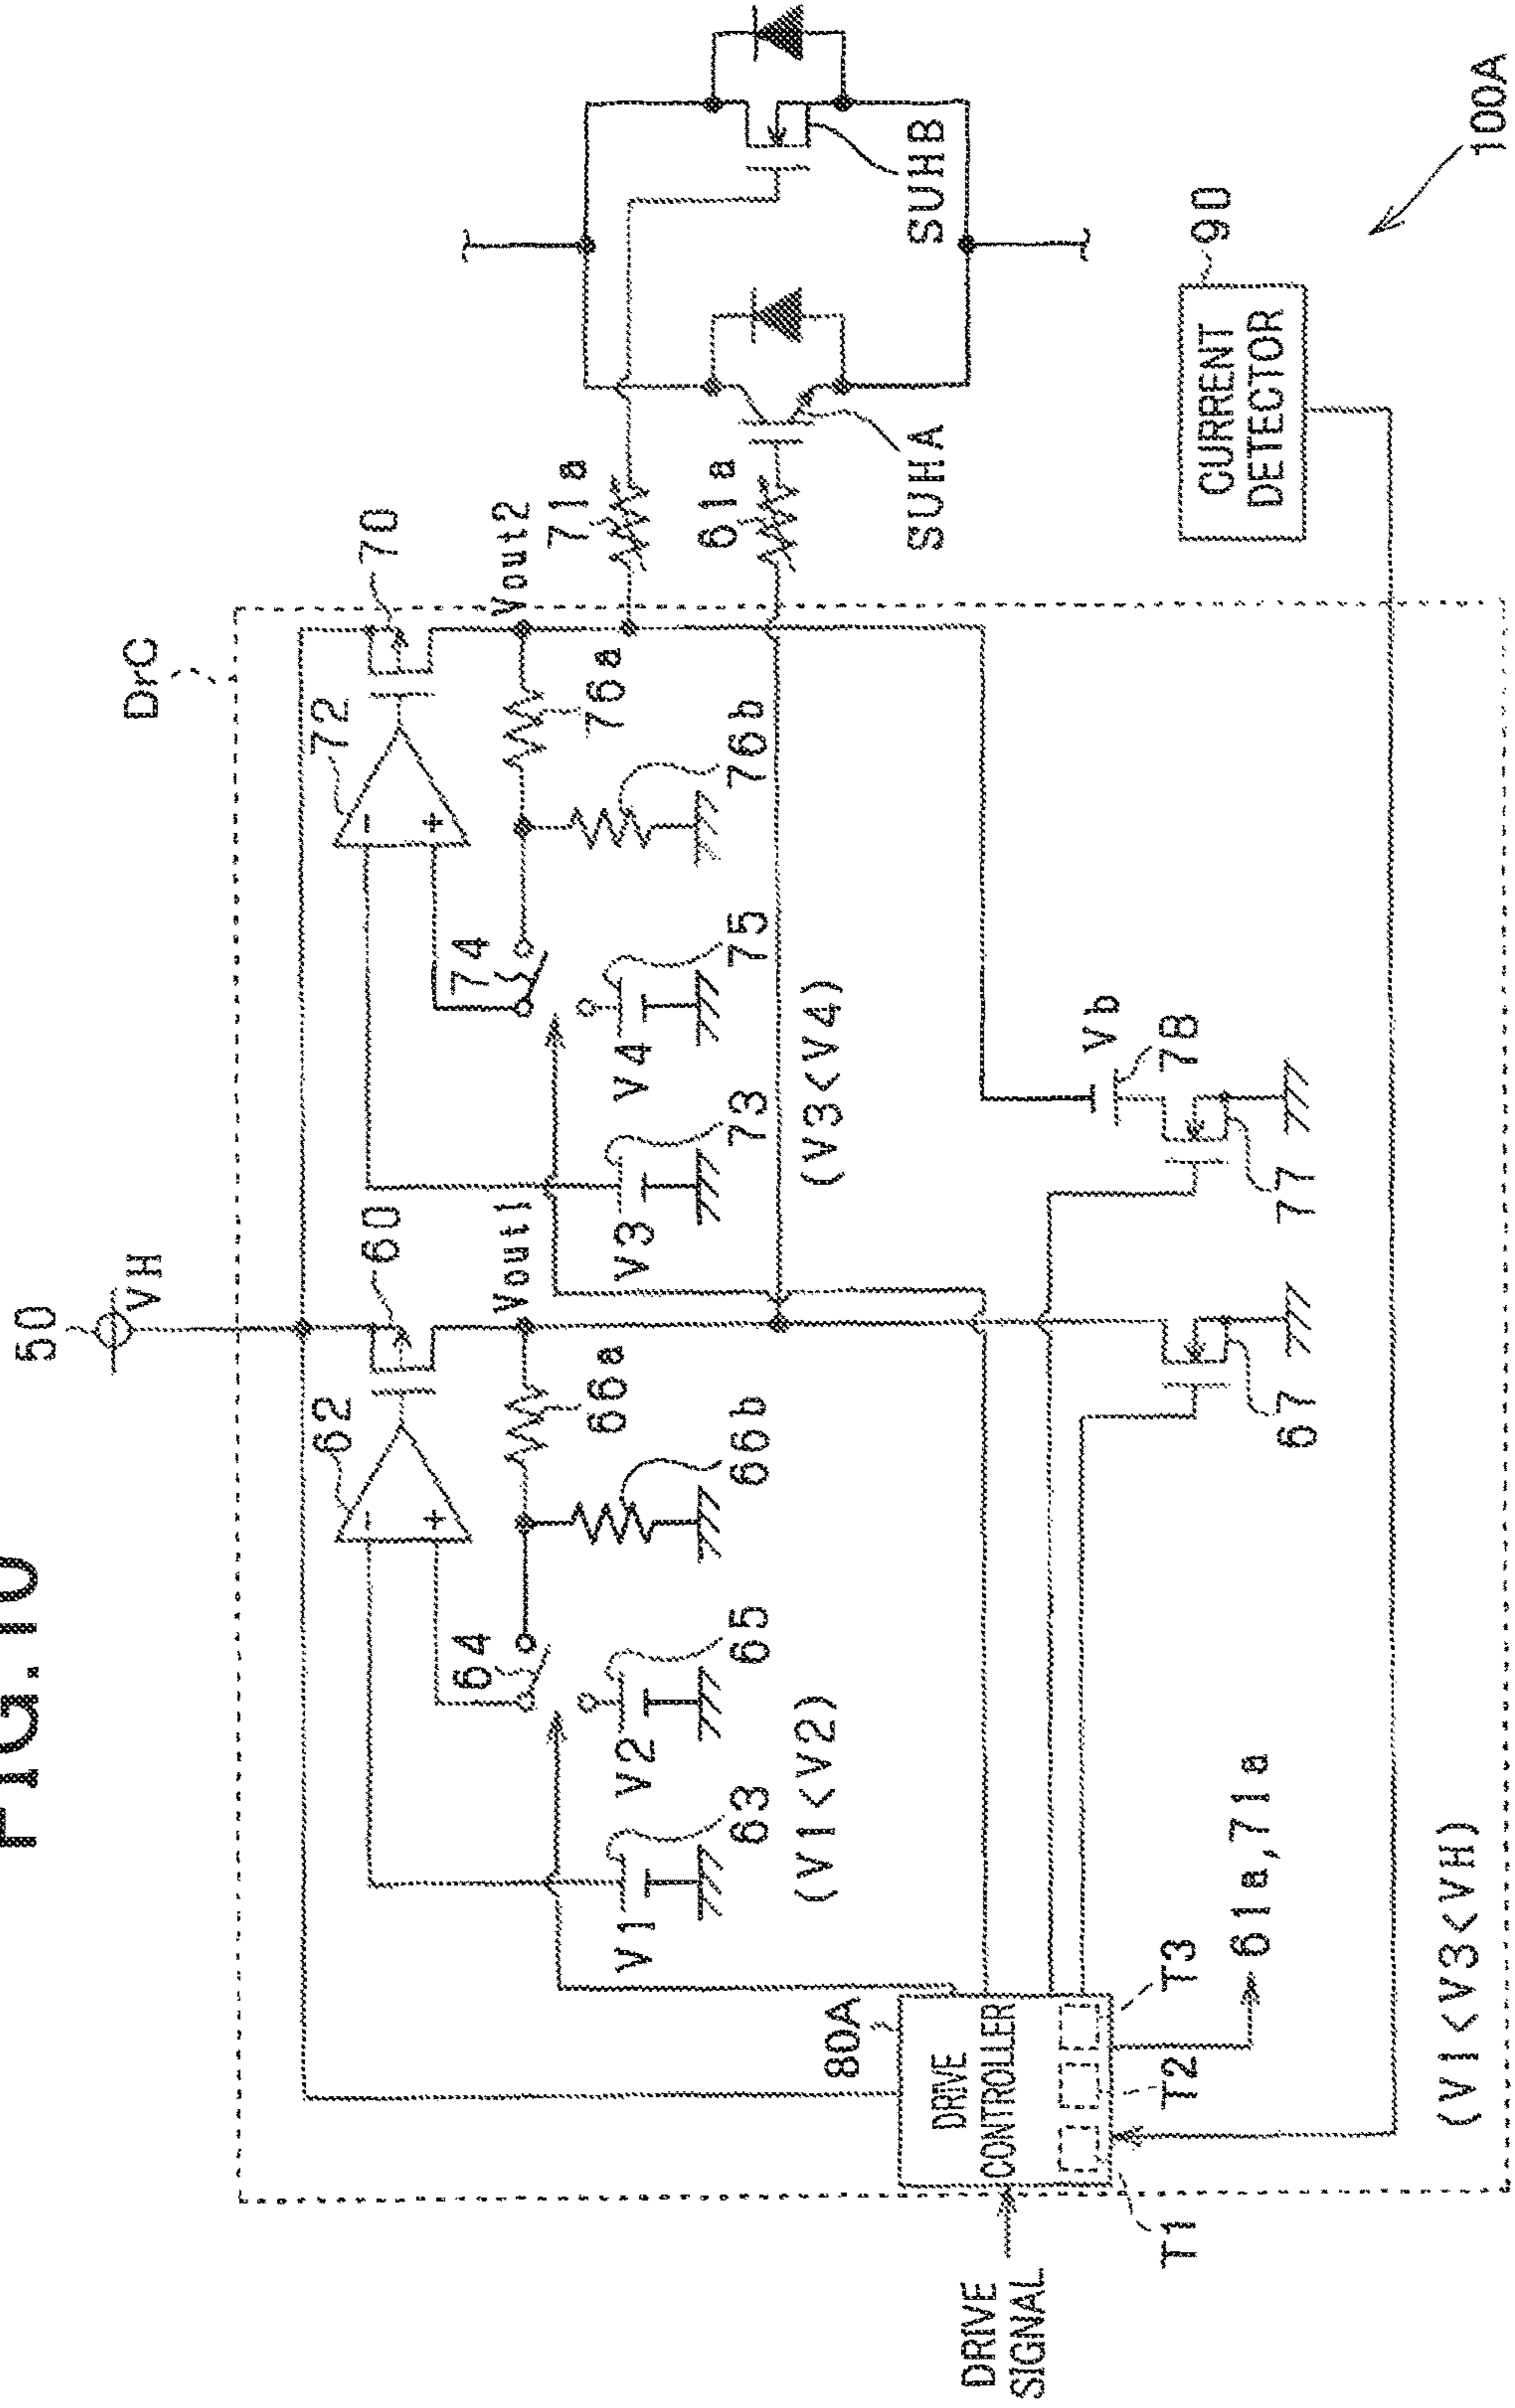 FIG.10
50
VH
DrC
62
60
72
70
Vout1
Vout2
64
66a
74
76a
71a
V1
V2
V3
V4
63
65
66b
73
75
76b
61a
(V1<V2)
(V3<V4)
80A
SUHA
SUHB
DRIVE
SIGNAL
DRIVE
CONTROLLER
Vb
78
T1
T2
T3
61a,71a
67
77
CURRENT
DETECTOR
90
(V1<V3<VH)
100A